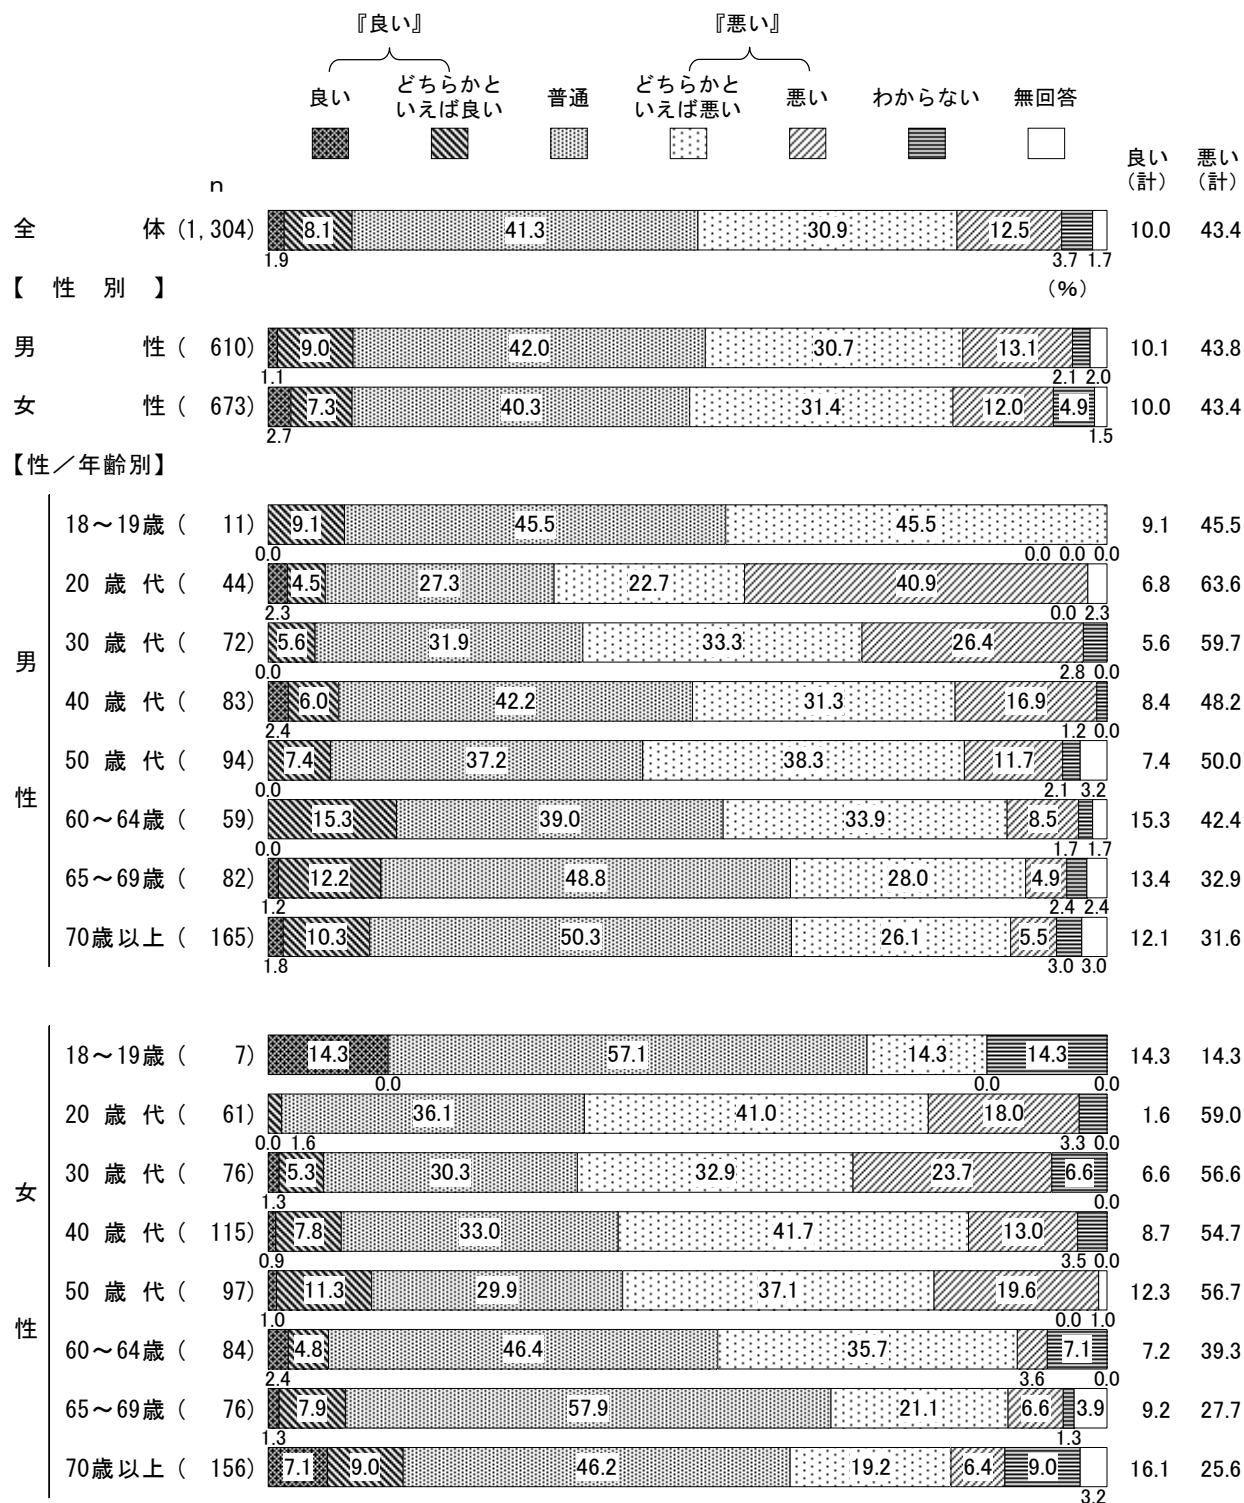 『良い』 『悪い』
良い どちらかといえば良い 普通 どちらかといえば悪い 悪い わからない 無回答
良い（計） 悪い（計）
ｎ
全体 (1,304) 8.1 41.3 30.9 12.5 10.0 43.4
1.9 3.7 1.7
【性別】 （％）
男性 ( 610) 9.0 42.0 30.7 13.1 10.1 43.8
1.1 2.1 2.0
女性 ( 673) 7.3 40.3 31.4 12.0 4.9 10.0 43.4
2.7 1.5
【性／年齢別】
男性
18～19歳 ( 11) 9.1 45.5 45.5 9.1 45.5
0.0 0.0 0.0 0.0
20歳代 ( 44) 4.5 27.3 22.7 40.9 6.8 63.6
2.3 0.0 2.3
30歳代 ( 72) 5.6 31.9 33.3 26.4 5.6 59.7
0.0 2.8 0.0
40歳代 ( 83) 6.0 42.2 31.3 16.9 8.4 48.2
2.4 1.2 0.0
50歳代 ( 94) 7.4 37.2 38.3 11.7 7.4 50.0
0.0 2.1 3.2
60～64歳 ( 59) 15.3 39.0 33.9 8.5 15.3 42.4
0.0 1.7 1.7
65～69歳 ( 82) 12.2 48.8 28.0 4.9 13.4 32.9
1.2 2.4 2.4
70歳以上 ( 165) 10.3 50.3 26.1 5.5 12.1 31.6
1.8 3.0 3.0
女性
18～19歳 ( 7) 14.3 57.1 14.3 14.3 14.3 14.3
0.0 0.0 0.0
20歳代 ( 61) 36.1 41.0 18.0 1.6 59.0
0.0 1.6 3.3 0.0
30歳代 ( 76) 5.3 30.3 32.9 23.7 6.6 6.6 56.6
1.3 0.0
40歳代 ( 115) 7.8 33.0 41.7 13.0 8.7 54.7
0.9 3.5 0.0
50歳代 ( 97) 11.3 29.9 37.1 19.6 12.3 56.7
1.0 0.0 1.0
60～64歳 ( 84) 4.8 46.4 35.7 7.1 7.2 39.3
2.4 3.6 0.0
65～69歳 ( 76) 7.9 57.9 21.1 6.6 3.9 9.2 27.7
1.3 1.3
70歳以上 ( 156) 7.1 9.0 46.2 19.2 6.4 9.0 16.1 25.6
3.2